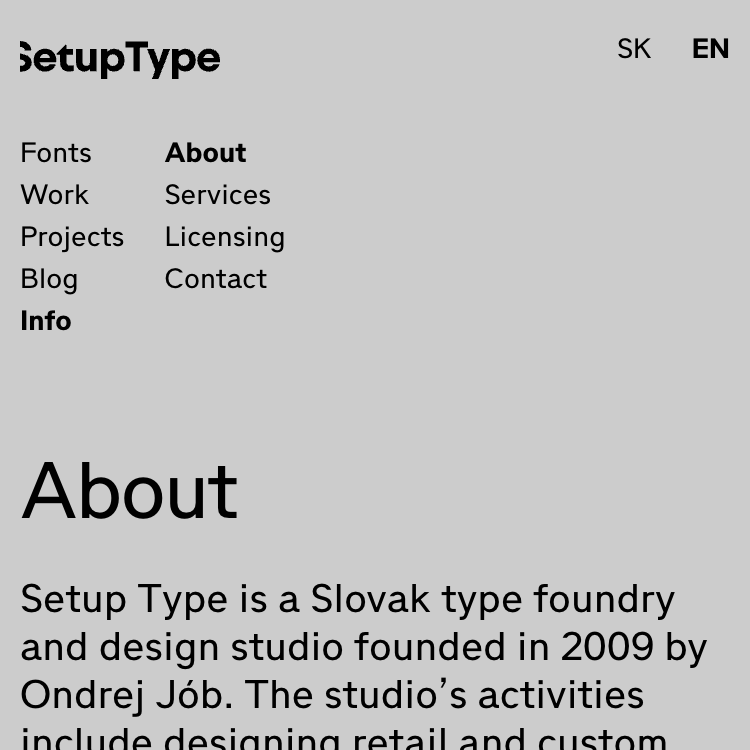 SetupType
SK EN
Fonts About
Work Services
Projects Licensing
Blog Contact
Info
About
Setup Type is a Slovak type foundry
and design studio founded in 2009 by
Ondrej Jób. The studio’s activities
include designing retail and custom